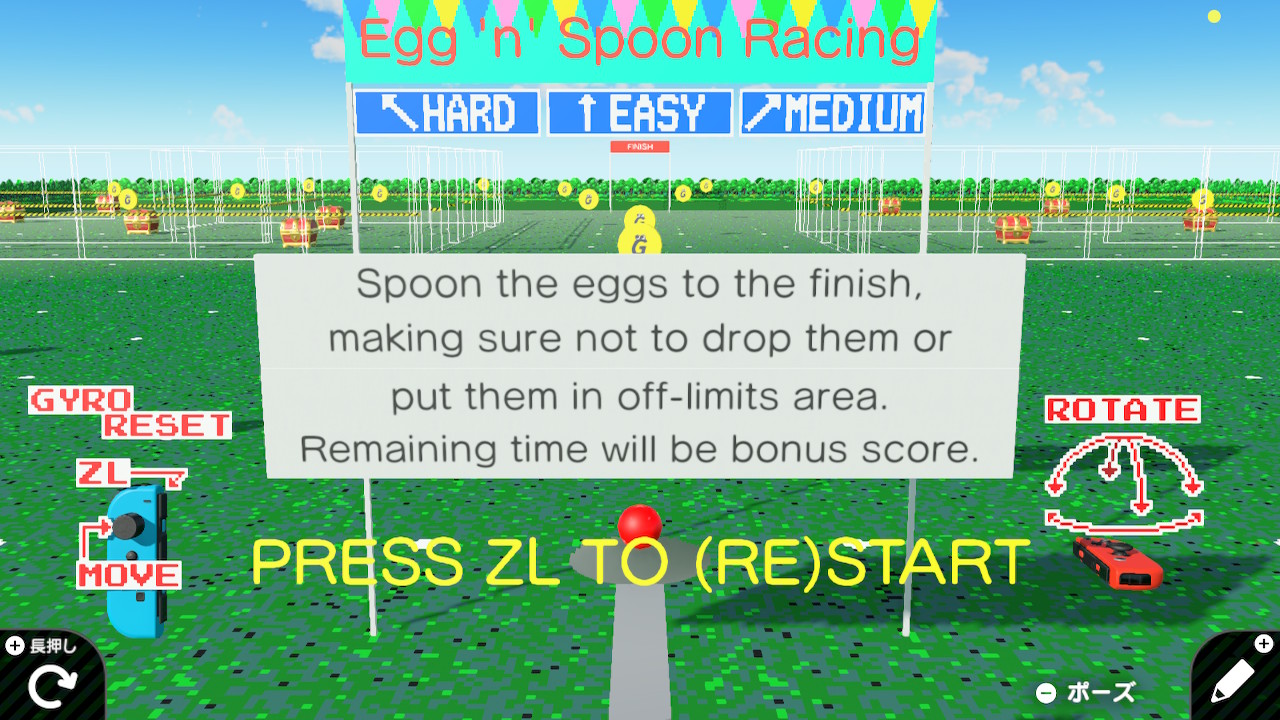 Egg 'n' Spoon Racing
↖HARD ↑EASY ↗MEDIUM
FINISH
Spoon the eggs to the finish,
making sure not to drop them or
put them in off-limits area.
Remaining time will be bonus score.
GYRO
RESET
ZL
MOVE
ROTATE
PRESS ZL TO (RE)START
長押し
ポーズ